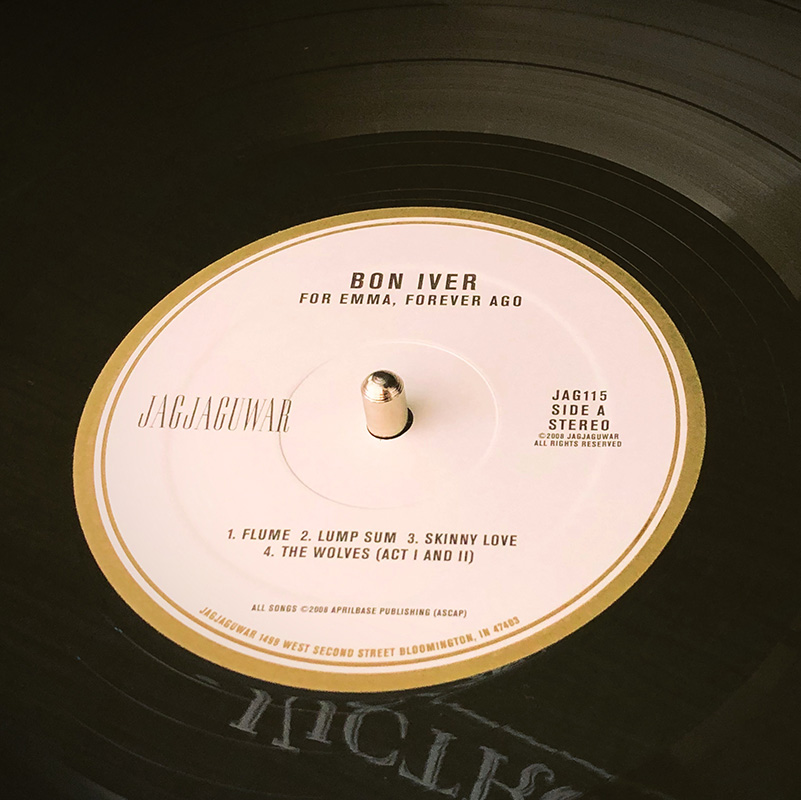 BON IVER
FOR EMMA, FOREVER AGO
JAGJAGUWAR
JAG115
SIDE A
STEREO
©2008 JAGJAGUWAR
ALL RIGHTS RESERVED
1. FLUME 2. LUMP SUM 3. SKINNY LOVE
4. THE WOLVES (ACT I AND II)
ALL SONGS ©2008 APRILBASE PUBLISHING (ASCAP)
JAGJAGUWAR 1499 WEST SECOND STREET BLOOMINGTON, IN 47403